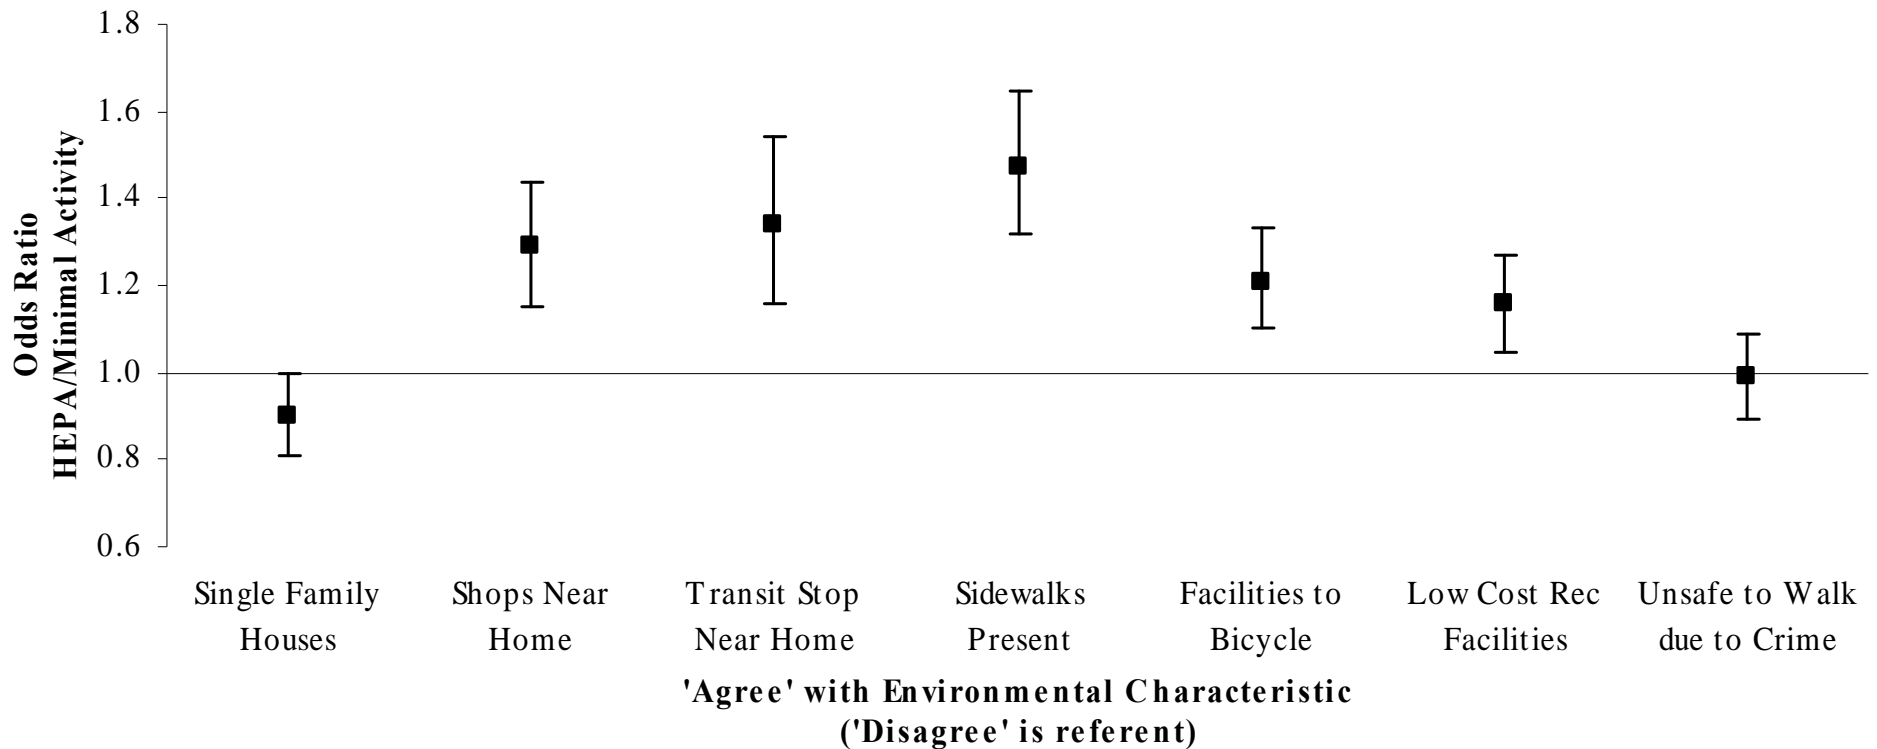 1.8
1.6
1.4
1.2
1.0
0.8
0.6
Odds Ratio
HEPA/Minimal Activity
Single Family
Houses
Shops Near
Home
Transit Stop
Near Home
Sidewalks
Present
Facilities to
Bicycle
Low Cost Rec
Facilities
Unsafe to Walk
due to Crime
'Agree' with Environmental Characteristic
('Disagree' is referent)